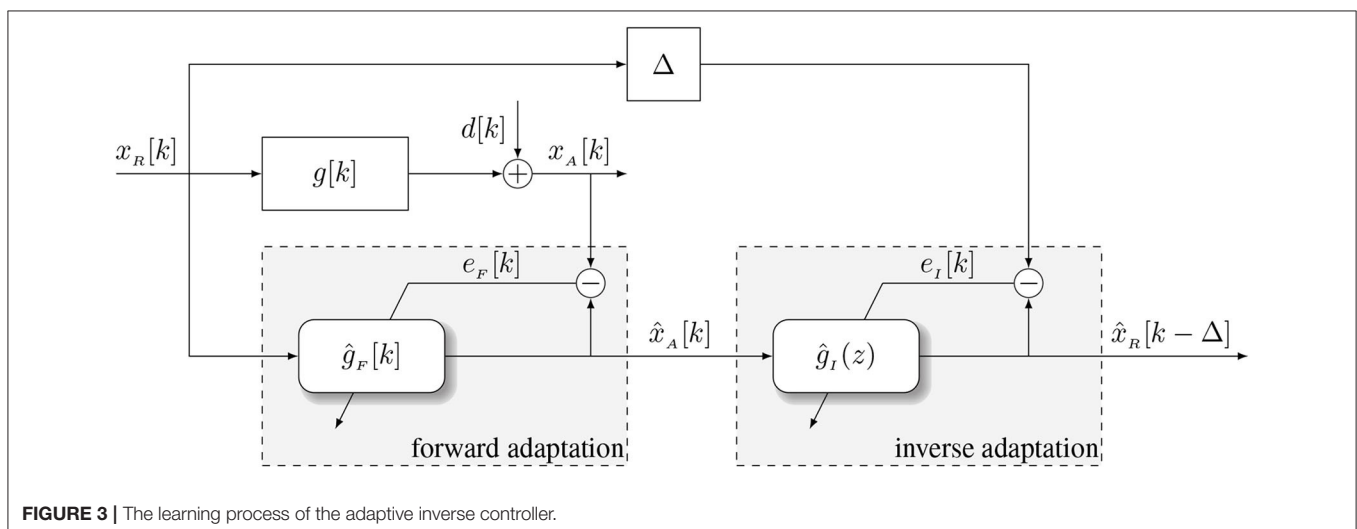 Δ
d[k]
x_R[k]
g[k]
+
x_A[k]
e_F[k]
−
e_I[k]
−
ĝ_F[k]
x̂_A[k]
ĝ_I(z)
x̂_R[k − Δ]
forward adaptation
inverse adaptation
FIGURE 3 | The learning process of the adaptive inverse controller.